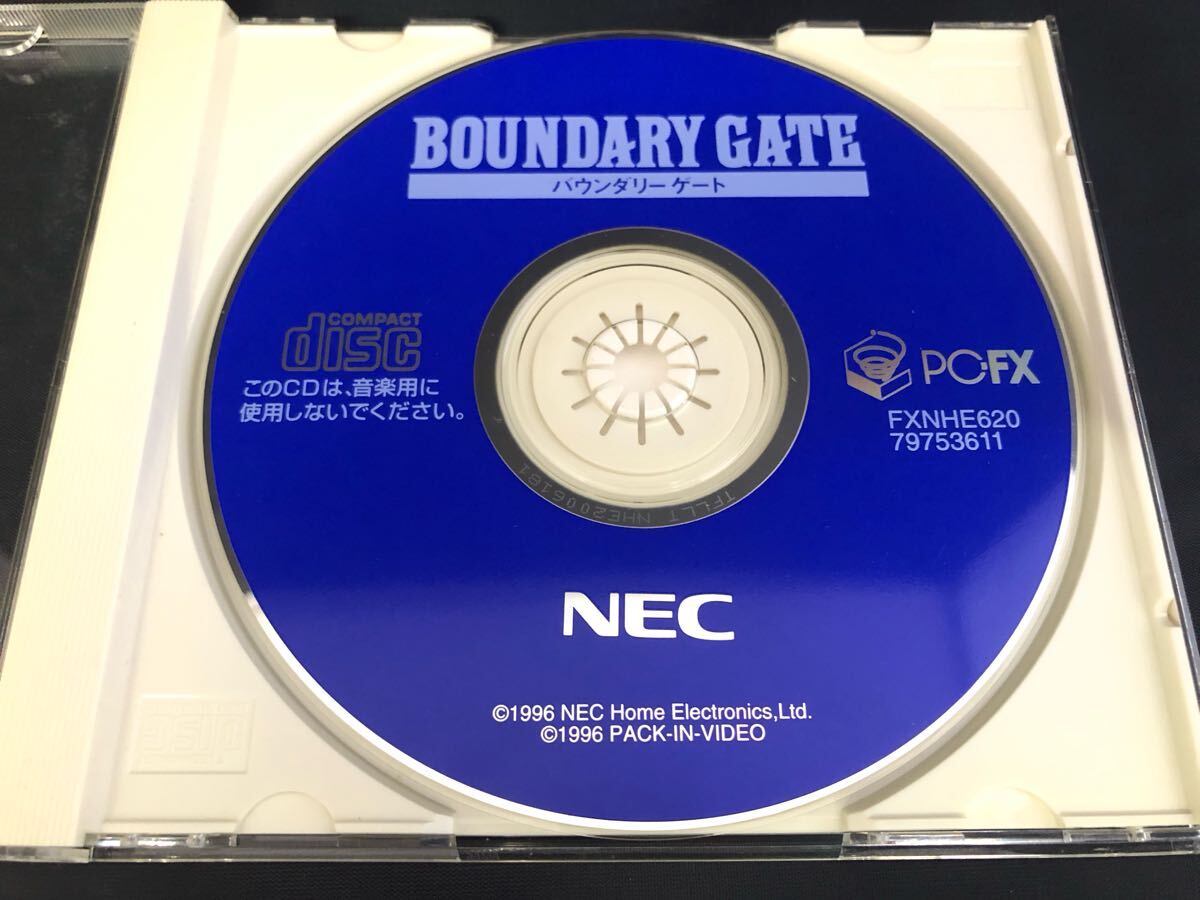 BOUNDARY GATE
バウンダリー ゲート
COMPACT
disc
このCDは、音楽用に
使用しないでください。
PC-FX
FXNHE620
79753611
TFLLT NHE2006181
NEC
©1996 NEC Home Electronics,Ltd.
©1996 PACK-IN-VIDEO